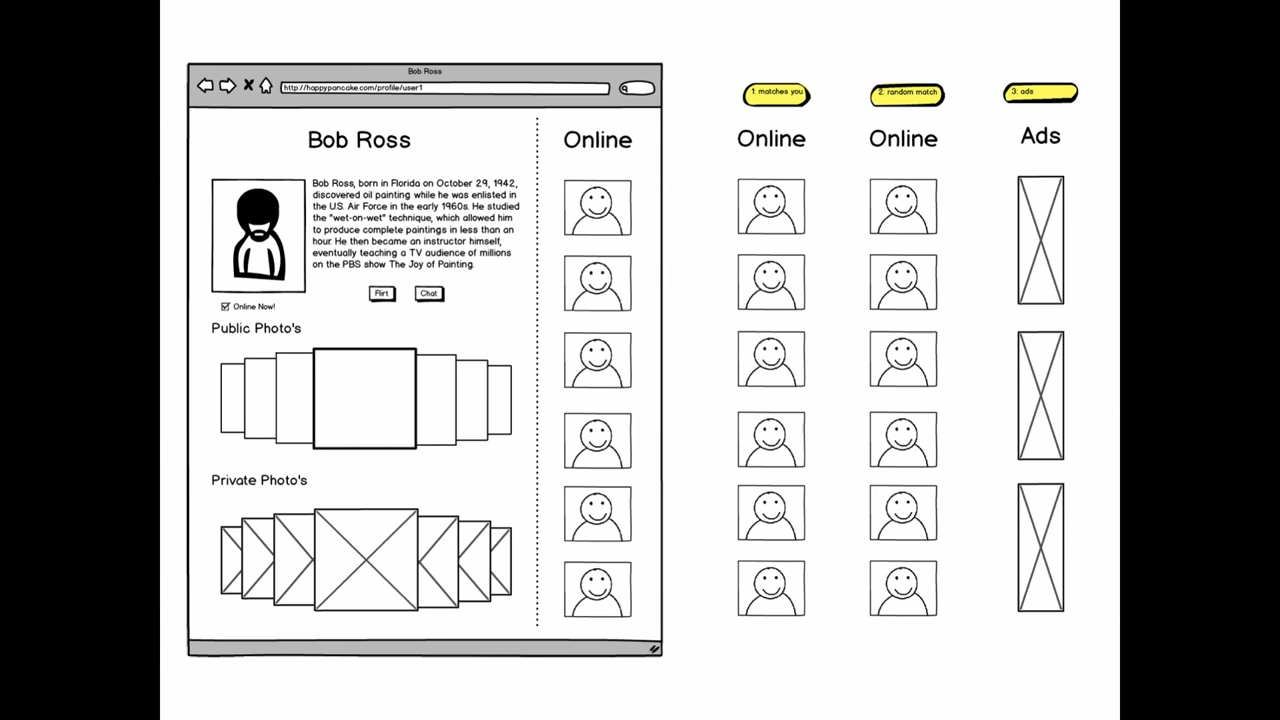 Bob Ross
http://happypancake.com/profile/user1
Bob Ross
Bob Ross, born in Florida on October 29, 1942,
discovered oil painting while he was enlisted in
the U.S. Air Force in the early 1960s. He studied
the "wet-on-wet" technique, which allowed him
to produce complete paintings in less than an
hour. He then became an instructor himself,
eventually teaching a TV audience of millions
on the PBS show The Joy of Painting.
Flirt
Chat
Online Now!
Public Photo's
Private Photo's
Online
1: matches you
Online
2: random match
Online
3: ads
Ads